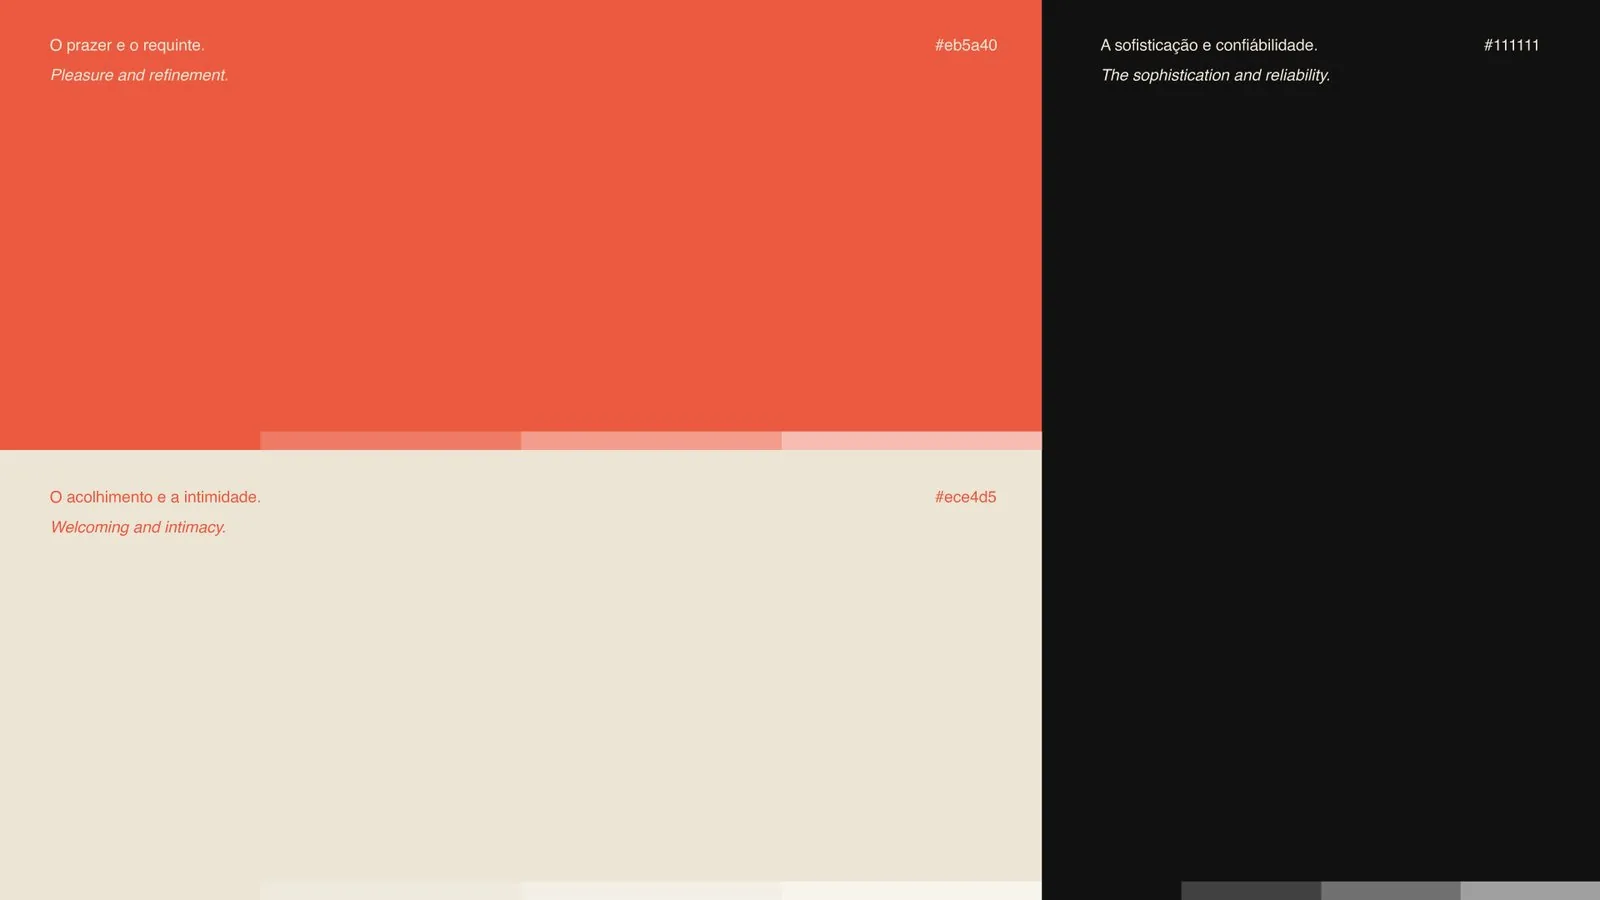 O prazer e o requinte.
Pleasure and refinement.
#eb5a40
A sofisticação e confiábilidade.
The sophistication and reliability.
#111111
O acolhimento e a intimidade.
Welcoming and intimacy.
#ece4d5